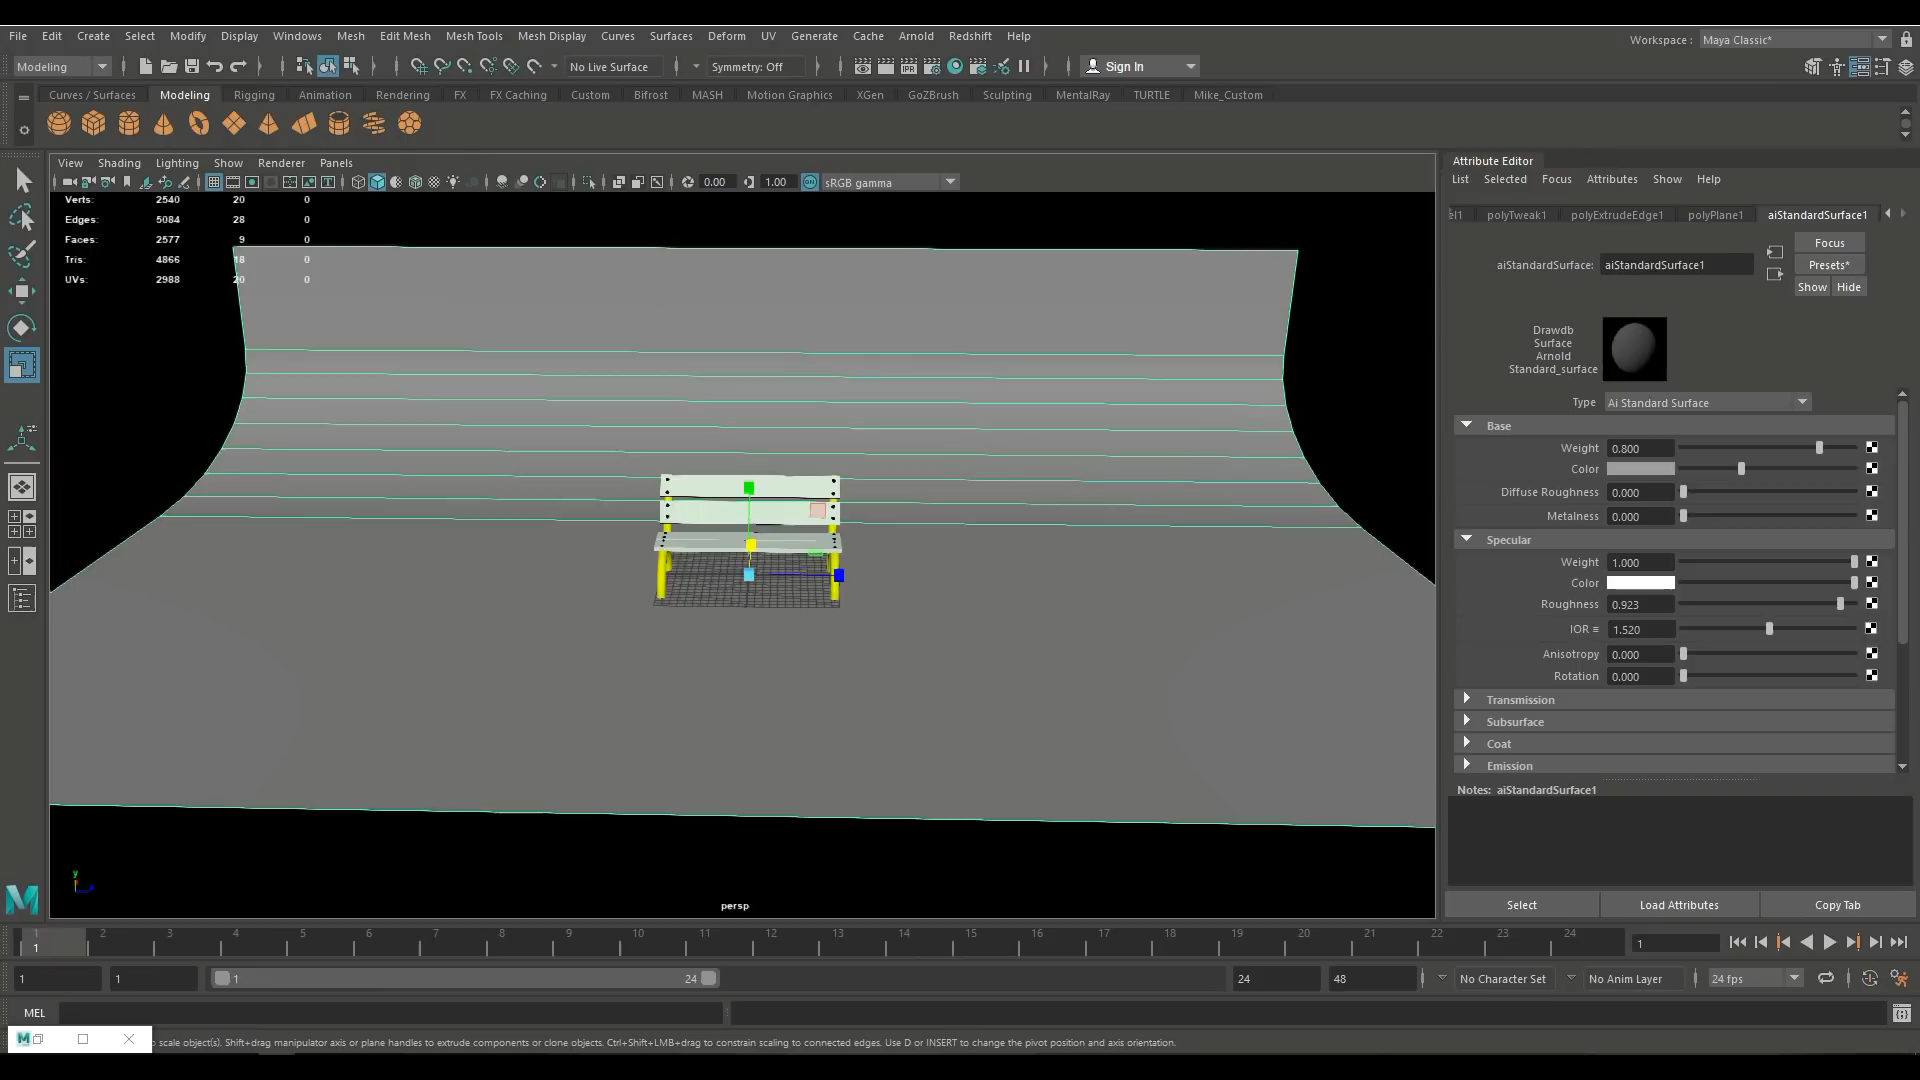 File Edit Create Select Modify Display Windows Mesh Edit Mesh Mesh Tools Mesh Display Curves Surfaces Deform UV Generate Cache Arnold Redshift Help
Workspace : Maya Classic*
Modeling No Live Surface Symmetry: Off Sign In
Curves / Surfaces Modeling Rigging Animation Rendering FX FX Caching Custom Bifrost MASH Motion Graphics XGen GoZBrush Sculpting MentalRay TURTLE Mike_Custom
View Shading Lighting Show Renderer Panels
0.00 1.00 ON sRGB gamma
Verts: 2540 20 0
Edges: 5084 28 0
Faces: 2577 9 0
Tris: 4866 18 0
UVs: 2988 20 0
y
persp
Attribute Editor
List Selected Focus Attributes Show Help
el1 polyTweak1 polyExtrudeEdge1 polyPlane1 aiStandardSurface1
Focus
aiStandardSurface: aiStandardSurface1 Presets*
Show Hide
Drawdb
Surface
Arnold
Standard_surface
Type Ai Standard Surface
Base
Weight 0.800
Color
Diffuse Roughness 0.000
Metalness 0.000
Specular
Weight 1.000
Color
Roughness 0.923
IOR ≡ 1.520
Anisotropy 0.000
Rotation 0.000
Transmission
Subsurface
Coat
Emission
Notes: aiStandardSurface1
Select Load Attributes Copy Tab
1 2 3 4 5 6 7 8 9 10 11 12 13 14 15 16 17 18 19 20 21 22 23 24
1 1
1 1 1 24 24 48 No Character Set No Anim Layer 24 fps
MEL
scale object(s). Shift+drag manipulator axis or plane handles to extrude components or clone objects. Ctrl+Shift+LMB+drag to constrain scaling to connected edges. Use D or INSERT to change the pivot position and axis orientation.